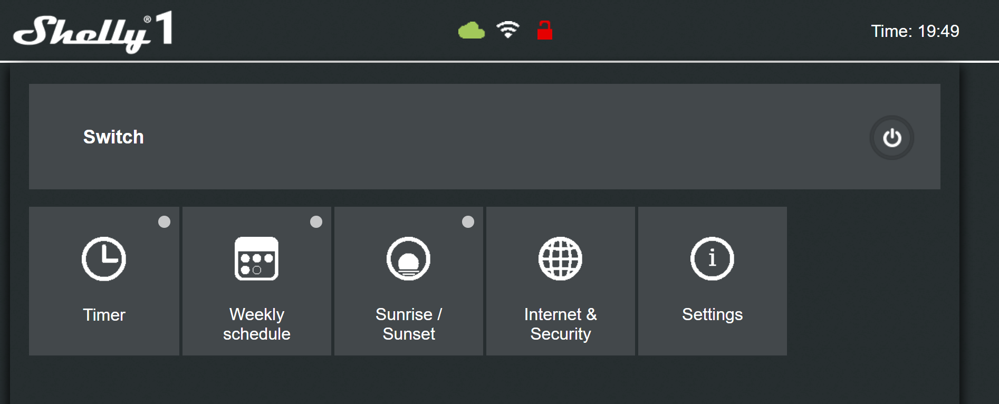 Shelly®1
Time: 19:49
Switch
Timer
Weekly
schedule
Sunrise /
Sunset
Internet &
Security
i
Settings